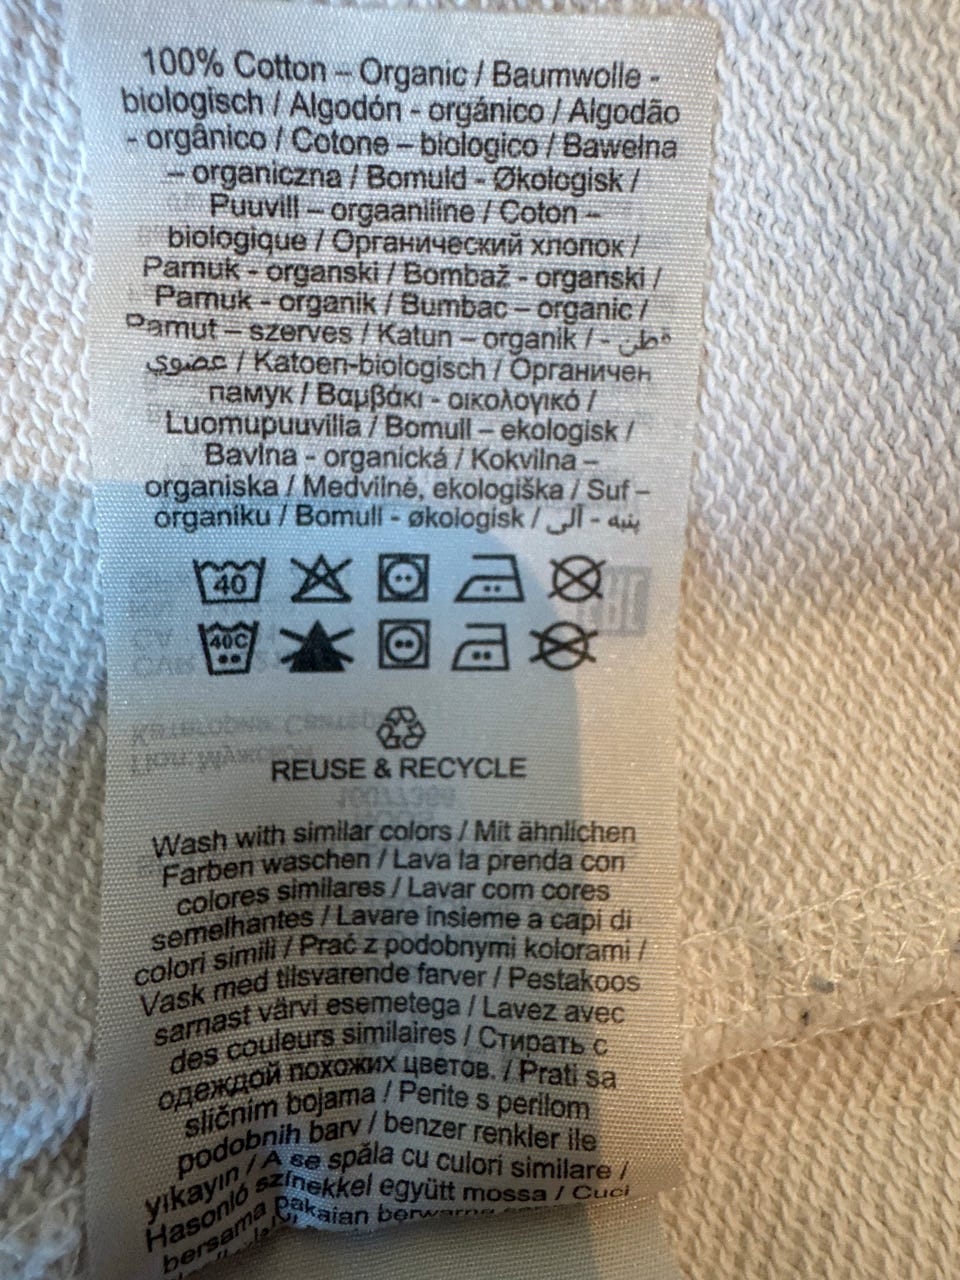 100% Cotton – Organic / Baumwolle -
biologisch / Algodón - orgánico / Algodão
- orgânico / Cotone – biologico / Bawełna
– organiczna / Bomuld - Økologisk /
Puuvill – orgaaniline / Coton –
biologique / Органический хлопок /
Pamuk - organski / Bombaž - organski /
Pamuk - organik / Bumbac – organic /
Pamut – szerves / Katun – organik / - قطن
عضوي / Katoen-biologisch / Органичен
памук / Βαμβάκι - οικολογικό /
Luomupuuvilla / Bomull – ekologisk /
Bavlna - organická / Kokvilna –
organiska / Medvilnė, ekologiška / Suf –
organiku / Bomull - økologisk / پنبه - آلی
40
40C
REUSE & RECYCLE
Wash with similar colors / Mit ähnlichen
Farben waschen / Lava la prenda con
colores similares / Lavar com cores
semelhantes / Lavare insieme a capi di
colori simili / Prać z podobnymi kolorami /
Vask med tilsvarende farver / Pestakoos
sarnast värvi esemetega / Lavez avec
des couleurs similaires / Стирать с
одеждой похожих цветов. / Prati sa
sličnim bojama / Perite s perilom
podobnih barv / benzer renkler ile
yıkayın / A se spăla cu culori similare /
Hasonló színekkel együtt mossa / Cuci
bersama pakaian